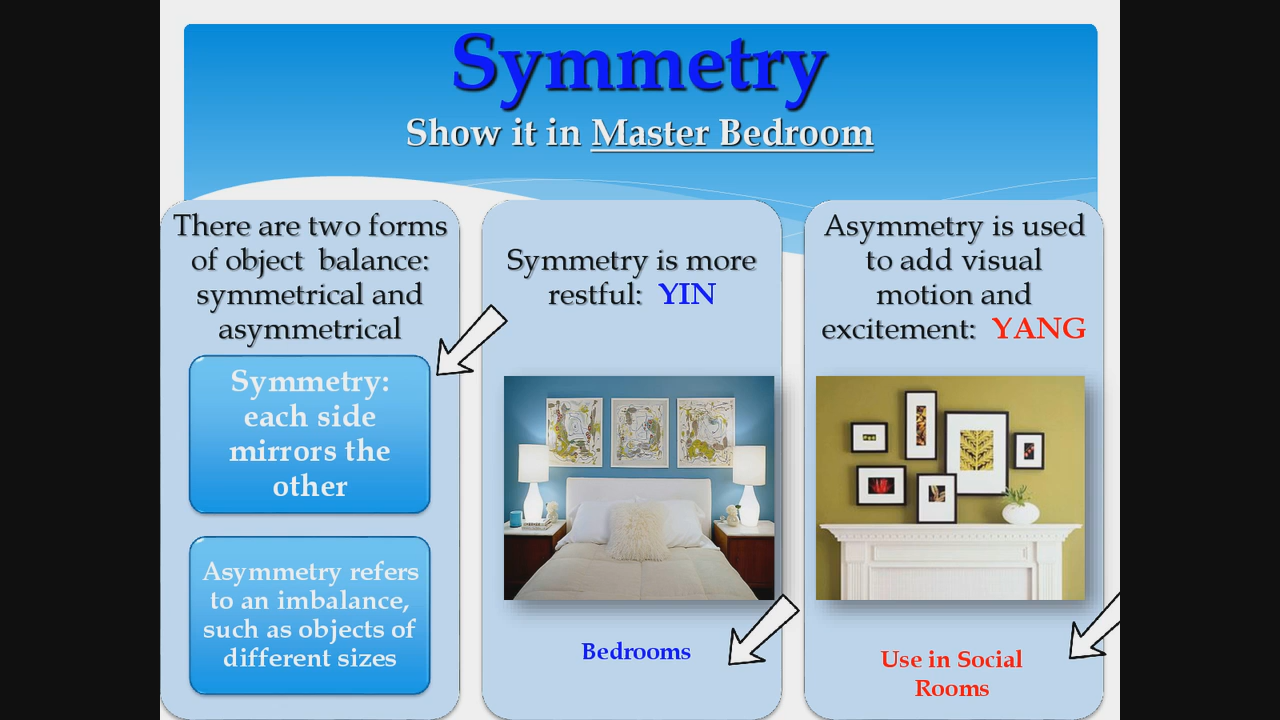 Symmetry
Show it in Master Bedroom
There are two forms
of object balance:
symmetrical and
asymmetrical
Symmetry:
each side
mirrors the
other
Asymmetry refers
to an imbalance,
such as objects of
different sizes
Symmetry is more
restful: YIN
Bedrooms
Asymmetry is used
to add visual
motion and
excitement: YANG
Use in Social
Rooms